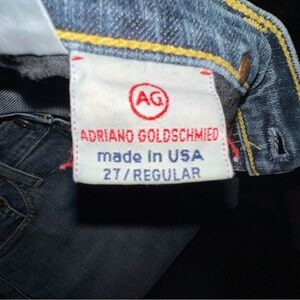 AG
ADRIANO GOLDSCHMIED
made in USA
27/REGULAR